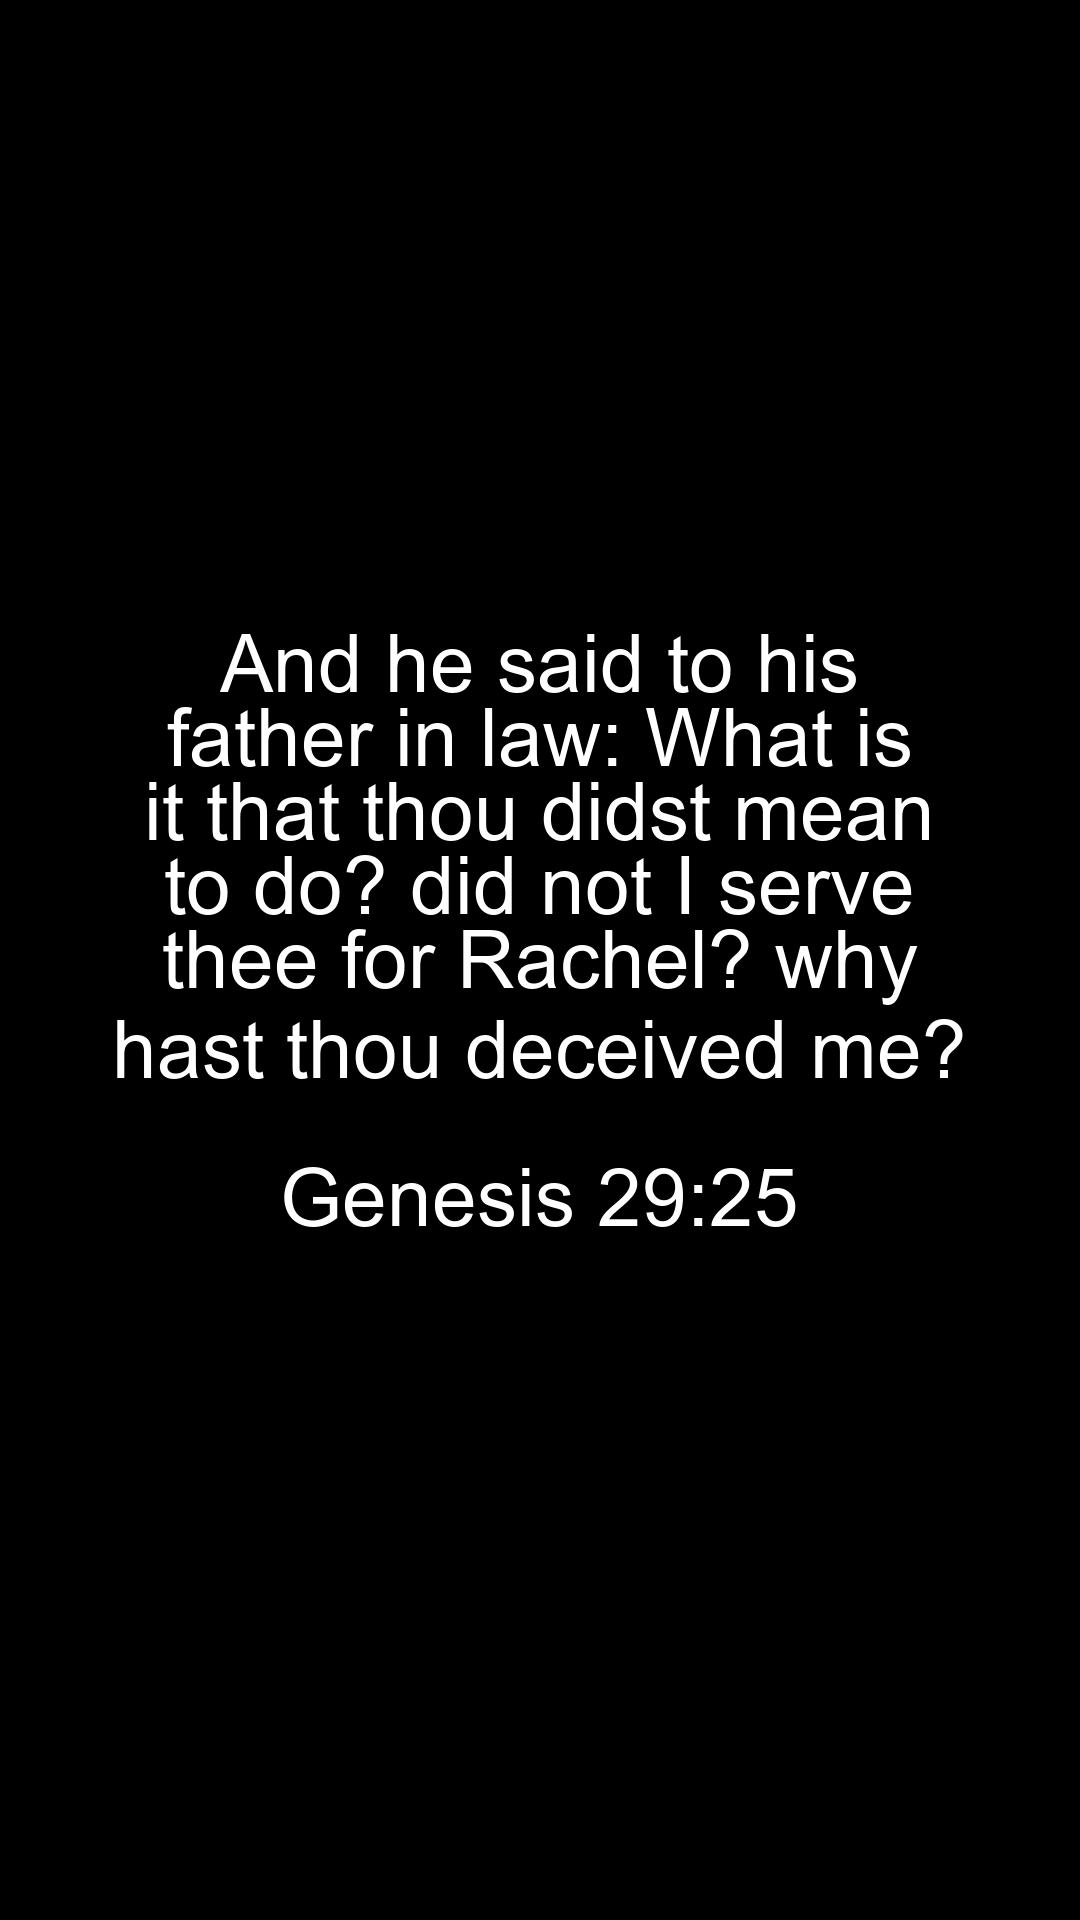 And he said to his
father in law: What is
it that thou didst mean
to do? did not I serve
thee for Rachel? why
hast thou deceived me?
Genesis 29:25